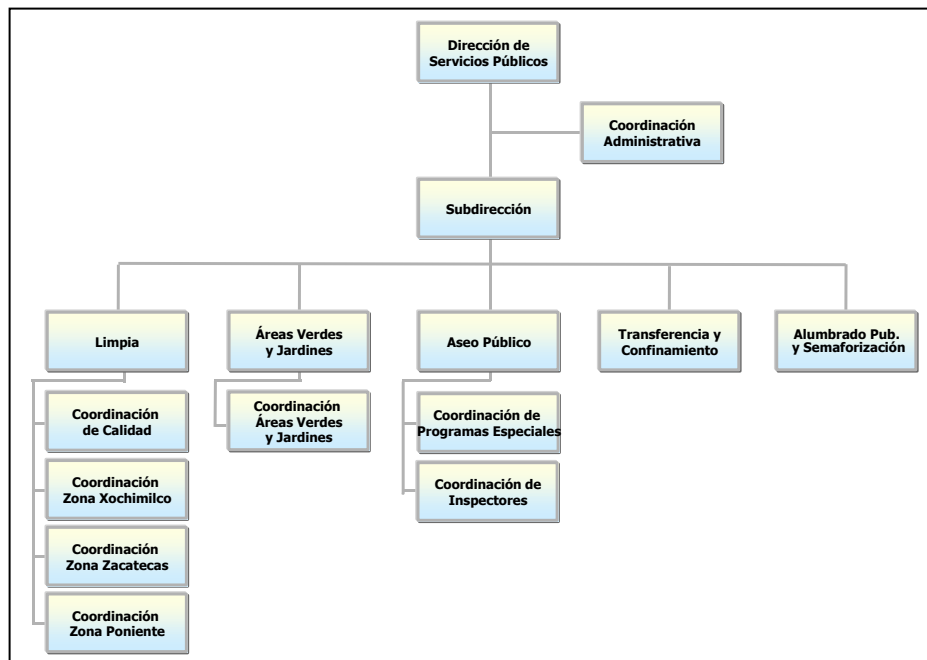 Dirección de
Servicios Públicos
Coordinación
Administrativa
Subdirección
Limpia
Áreas Verdes
y Jardines
Aseo Público
Transferencia y
Confinamiento
Alumbrado Pub.
y Semaforización
Coordinación
de Calidad
Coordinación
Zona Xochimilco
Coordinación
Zona Zacatecas
Coordinación
Zona Poniente
Coordinación
Áreas Verdes
y Jardines
Coordinación de
Programas Especiales
Coordinación de
Inspectores